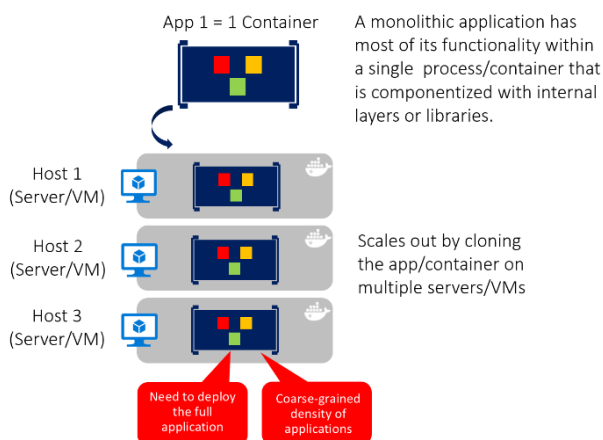 App 1 = 1 Container
A monolithic application has
most of its functionality within
a single process/container that
is componentized with internal
layers or libraries.
Host 1
(Server/VM)
Host 2
(Server/VM)
Scales out by cloning
the app/container on
multiple servers/VMs
Host 3
(Server/VM)
Need to deploy
the full
application
Coarse-grained
density of
applications